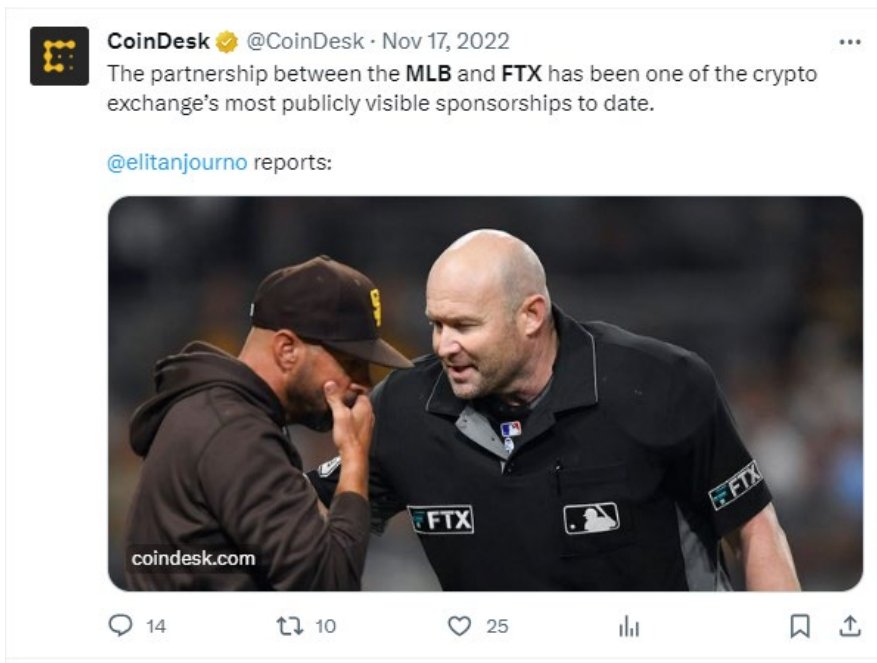 CoinDesk @CoinDesk · Nov 17, 2022
The partnership between the MLB and FTX has been one of the crypto
exchange's most publicly visible sponsorships to date.
@elitanjourno reports:
SD
FTX
FTX
coindesk.com
14 10 25